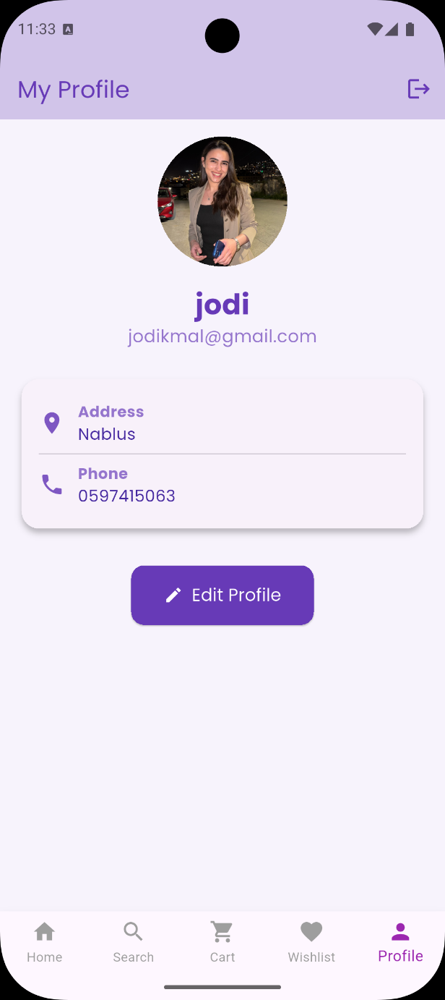 11:33
My Profile
jodi
jodikmal@gmail.com
Address
Nablus
Phone
0597415063
Edit Profile
Home
Search
Cart
Wishlist
Profile